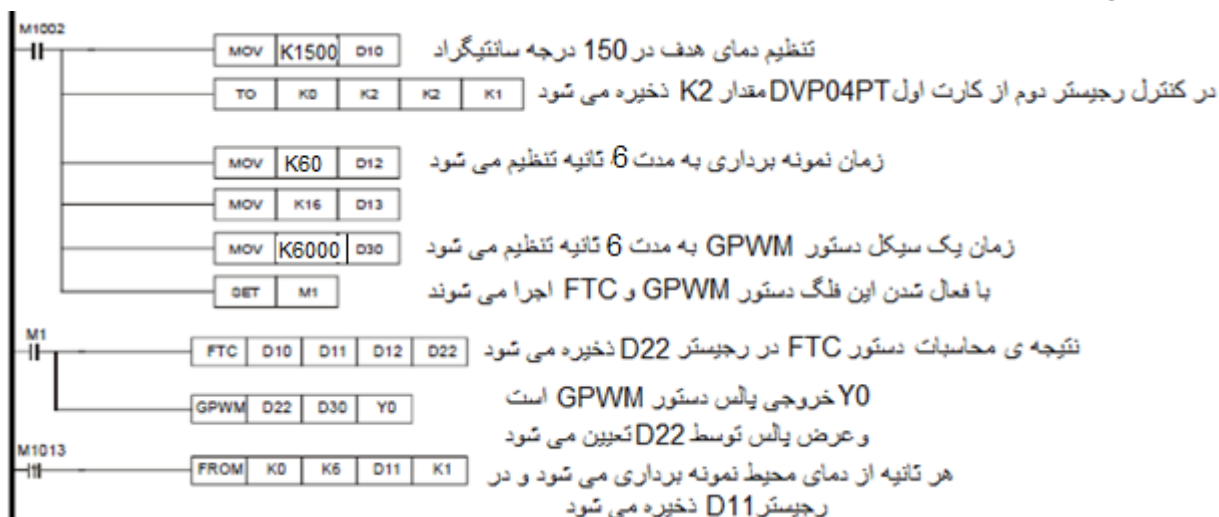 M1002
MOV K1500 D10 تنظیم دمای هدف در 150 درجه سانتیگراد
TO K0 K2 K2 K1 در کنترل رجیستر دوم از کارت اول DVP04PT مقدار K2 ذخیره می شود
MOV K60 D12 زمان نمونه برداری به مدت 6 ثانیه تنظیم می شود
MOV K16 D13
MOV K6000 D30 زمان یک سیکل دستور GPWM به مدت 6 ثانیه تنظیم می شود
SET M1 با فعال شدن این فلگ دستور GPWM و FTC اجرا می شوند
M1
FTC D10 D11 D12 D22 نتیجه ی محاسبات دستور FTC در رجیستر D22 ذخیره می شود
GPWM D22 D30 Y0 Y0 خروجی پالس دستور GPWM است
و عرض پالس توسط D22 تعیین می شود
M1013
FROM K0 K6 D11 K1 هر ثانیه از دمای محیط نمونه برداری می شود و در
رجیستر D11 ذخیره می شود